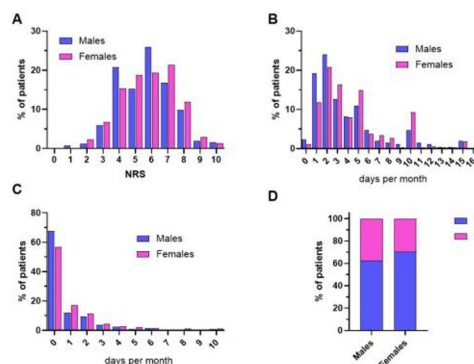 A
% of patients
30
20
10
0
Males
Females
0 1 2 3 4 5 6 7 8 9 10
NRS
B
% of patients
30
20
10
0
Males
Females
0 1 2 3 4 5 6 7 8 9 10 11 12 13 14 15 16
days per month
C
% of patients
80
60
40
20
0
Males
Females
0 1 2 3 4 5 6 7 8 9 10
days per month
D
% of patients
100
80
60
40
20
0
Males
Females